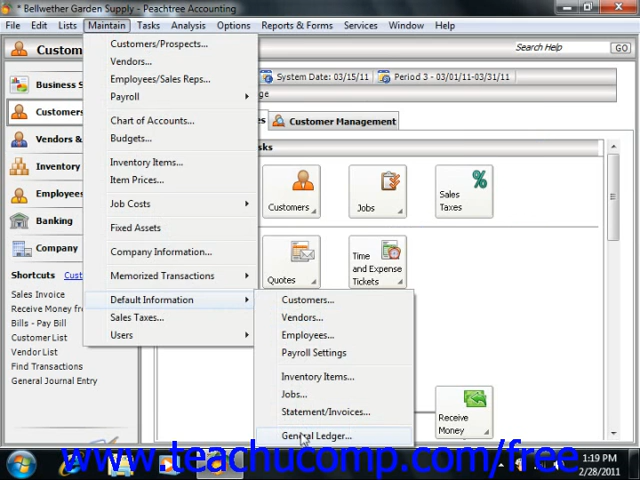 * Bellwether Garden Supply - Peachtree Accounting
File Edit Lists Maintain Tasks Analysis Options Reports & Forms Services Window Help
Search Help GO
System Date: 03/15/11 Period 3 - 03/01/11-03/31/11
Business S
Customers
Vendors &
Inventory
Employees
Banking
Company
Shortcuts
Sales Invoice
Receive Money fr
Bills - Pay Bill
Customer List
Vendor List
Find Transactions
General Journal Entry
Customers/Prospects...
Vendors...
Employees/Sales Reps...
Payroll
Chart of Accounts...
Budgets...
Inventory Items...
Item Prices...
Job Costs
Fixed Assets
Company Information...
Memorized Transactions
Default Information
Sales Taxes...
Users
Customers...
Vendors...
Employees...
Payroll Settings
Inventory Items...
Jobs...
Statement/Invoices...
General Ledger...
Customer Management
Customers
Jobs
Sales Taxes
Quotes
Time and Expense Tickets
Receive Money
www.teachucomp.com/free
1:19 PM
2/28/2011